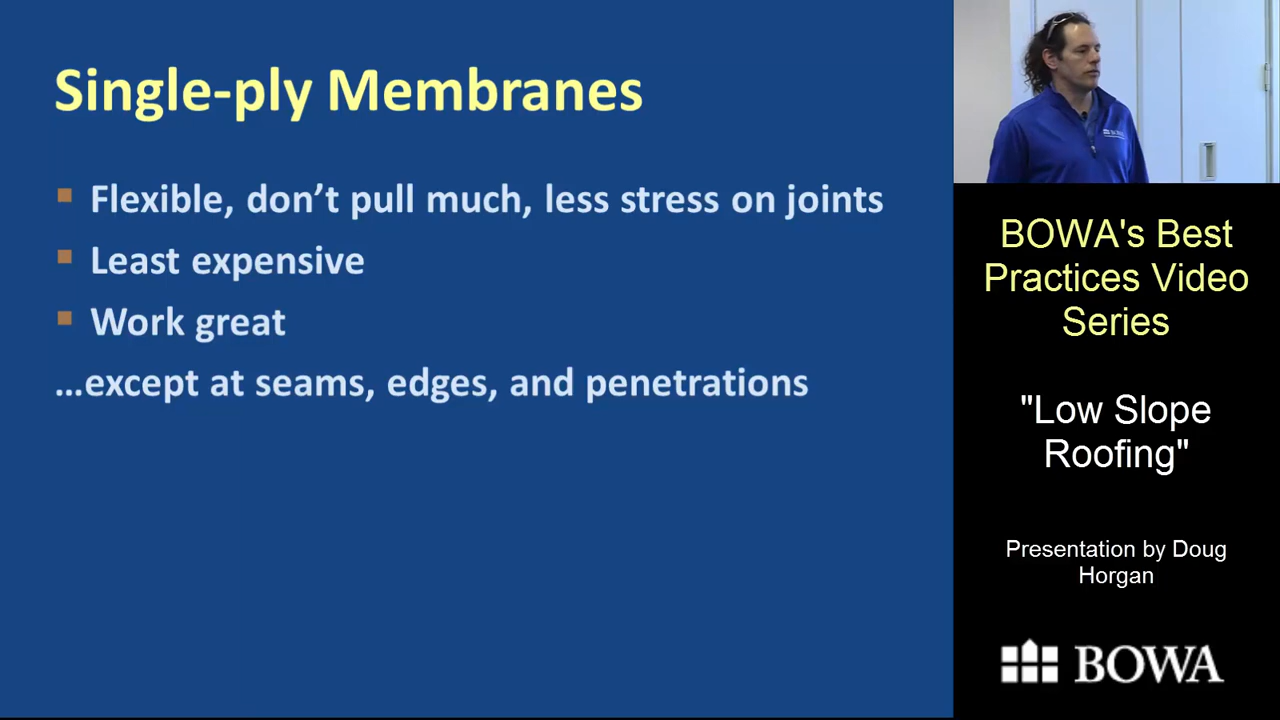 Single-ply Membranes
▪ Flexible, don’t pull much, less stress on joints
▪ Least expensive
▪ Work great
…except at seams, edges, and penetrations
BOWA's Best
Practices Video
Series
"Low Slope
Roofing"
Presentation by Doug
Horgan
BOWA